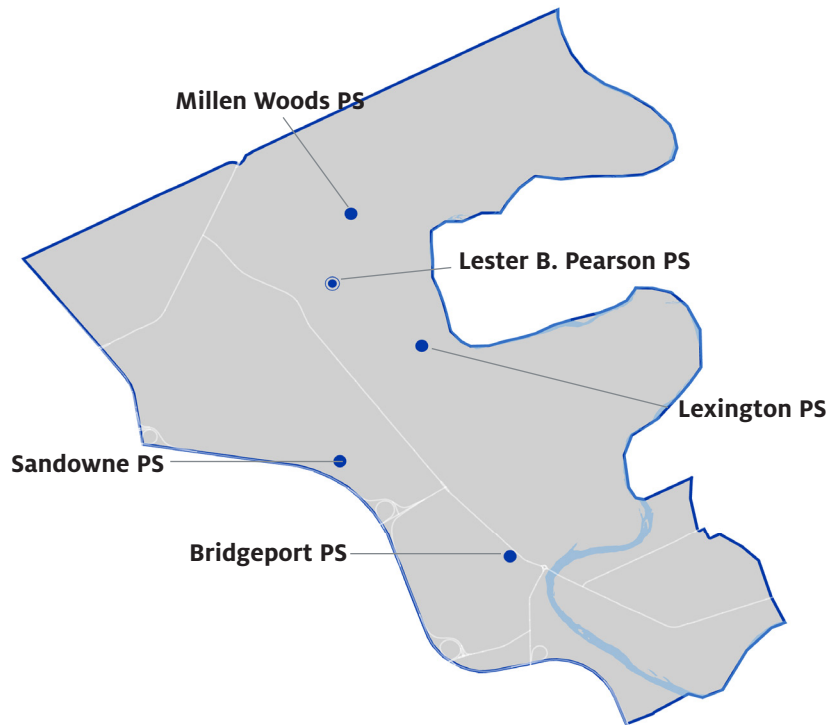 Millen Woods PS
Lester B. Pearson PS
Lexington PS
Sandowne PS
Bridgeport PS